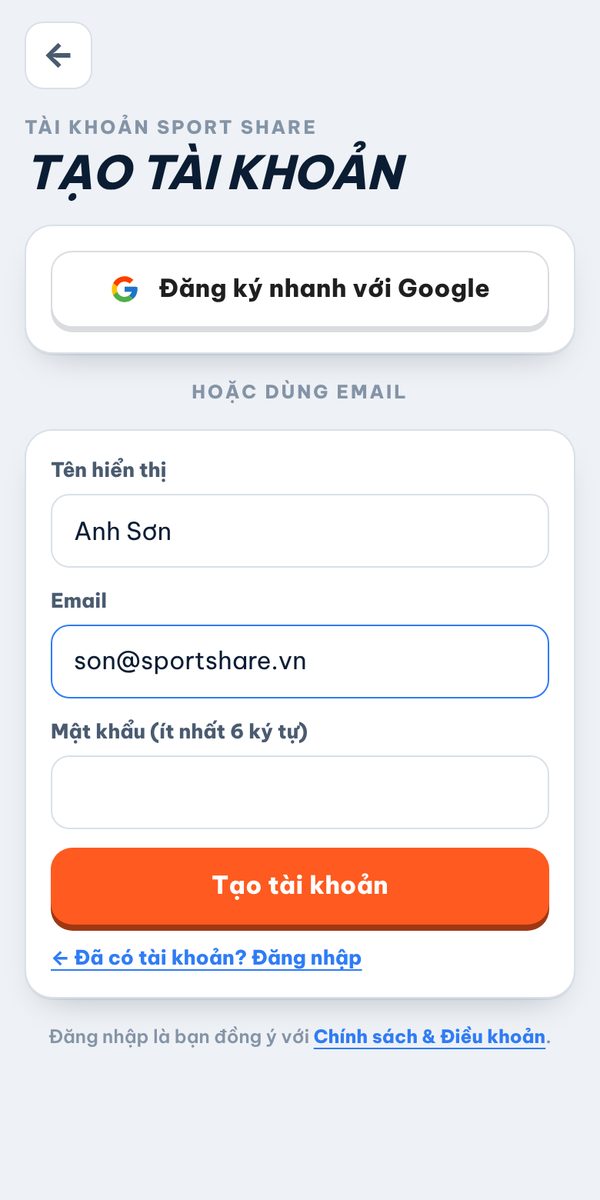 TÀI KHOẢN SPORT SHARE
TẠO TÀI KHOẢN
Đăng ký nhanh với Google
HOẶC DÙNG EMAIL
Tên hiển thị
Anh Sơn
Email
son@sportshare.vn
Mật khẩu (ít nhất 6 ký tự)
Tạo tài khoản
← Đã có tài khoản? Đăng nhập
Đăng nhập là bạn đồng ý với Chính sách & Điều khoản.